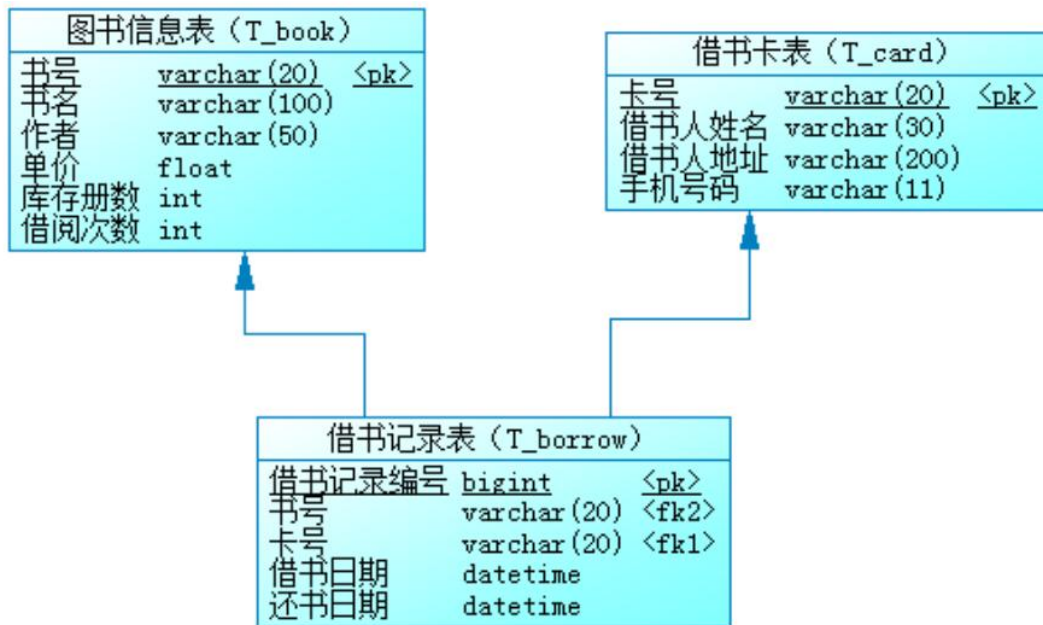 图书信息表（T_book）
书号 varchar(20) <pk>
书名 varchar(100)
作者 varchar(50)
单价 float
库存册数 int
借阅次数 int
借书卡表（T_card）
卡号 varchar(20) <pk>
借书人姓名 varchar(30)
借书人地址 varchar(200)
手机号码 varchar(11)
借书记录表（T_borrow）
借书记录编号 bigint <pk>
书号 varchar(20) <fk2>
卡号 varchar(20) <fk1>
借书日期 datetime
还书日期 datetime